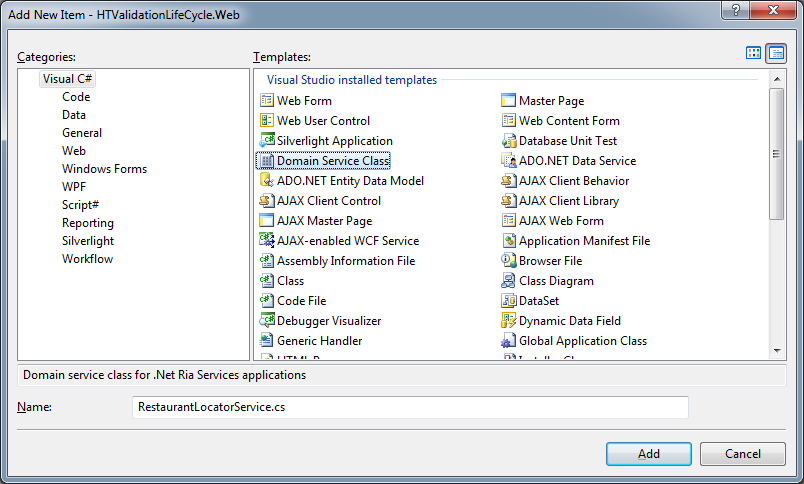 Add New Item - HTValidationLifeCycle.Web
Categories:
Templates:
Visual C#
Code
Data
General
Web
Windows Forms
WPF
Script#
Reporting
Silverlight
Workflow
Visual Studio installed templates
Web Form
Master Page
Web User Control
Web Content Form
Silverlight Application
Database Unit Test
Domain Service Class
ADO.NET Data Service
ADO.NET Entity Data Model
AJAX Client Behavior
AJAX Client Control
AJAX Client Library
AJAX Master Page
AJAX Web Form
AJAX-enabled WCF Service
Application Manifest File
Assembly Information File
Browser File
Class
Class Diagram
Code File
DataSet
Debugger Visualizer
Dynamic Data Field
Generic Handler
Global Application Class
Domain service class for .Net Ria Services applications
Name:
RestaurantLocatorService.cs
Add
Cancel